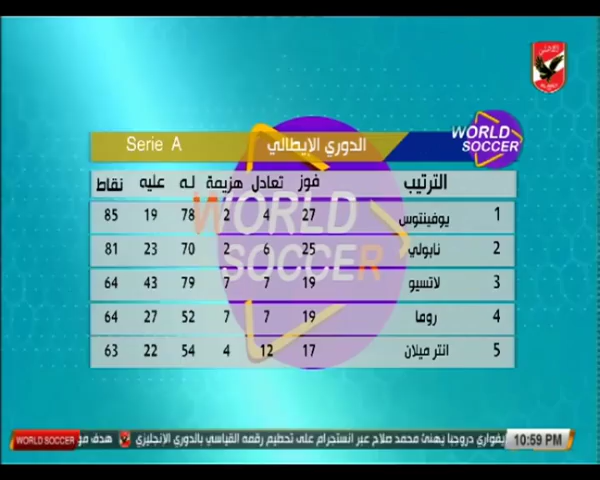 الدوري الإيطالي Serie A
WORLD
SOCCER
الترتيب فوز تعادل هزيمة له عليه نقاط
1 يوفينتوس 27 4 2 78 19 85
2 نابولي 25 6 2 70 23 81
3 لاتسيو 19 7 7 79 43 64
4 روما 19 7 7 52 27 64
5 انتر ميلان 17 12 4 54 22 63
WORLD
SOCCER
10:59 PM
يفواري دروجبا يهنئ محمد صلاح عبر انستجرام على تحطيم رقمه القياسي بالدوري الإنجليزي
هدف مو
WORLD SOCCER